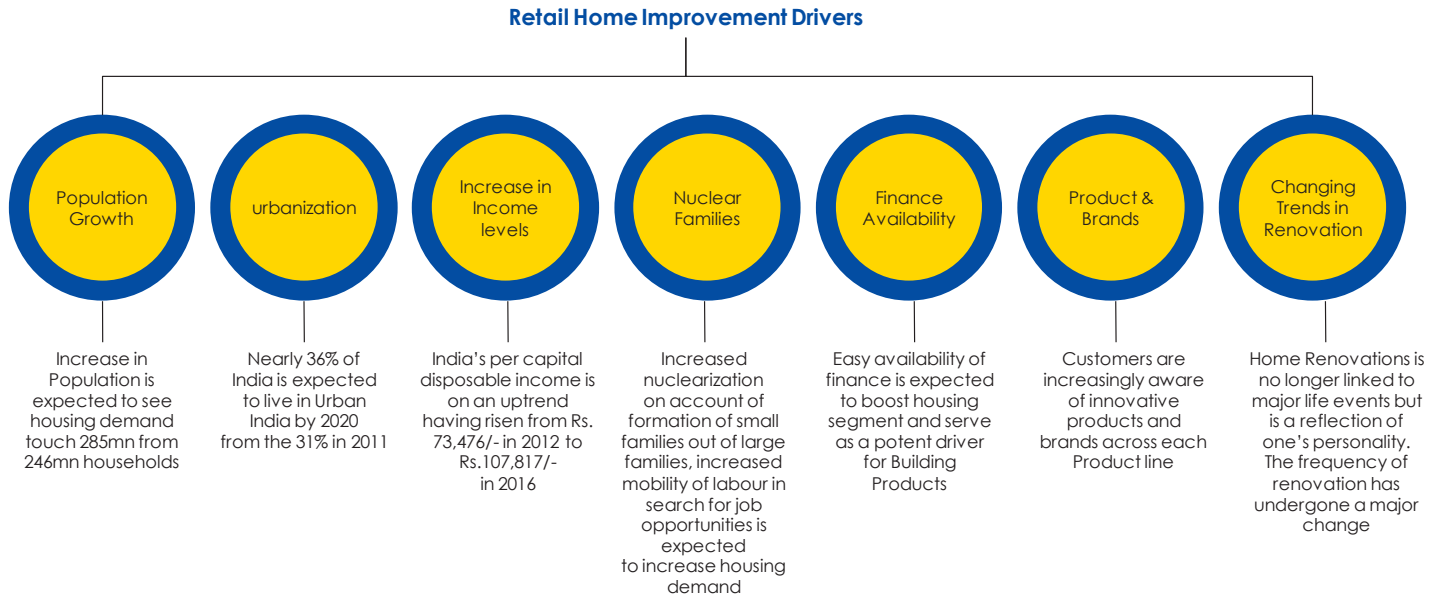 Retail Home Improvement Drivers
Population
Growth
urbanization
Increase in
Income
levels
Nuclear
Families
Finance
Availability
Product &
Brands
Changing
Trends in
Renovation
Increase in
Population is
expected to see
housing demand
touch 285mn from
246mn households
Nearly 36% of
India is expected
to live in Urban
India by 2020
from the 31% in 2011
India's per capital
disposable income is
on an uptrend
having risen from Rs.
73,476/- in 2012 to
Rs.107,817/-
in 2016
Increased
nuclearization
on account of
formation of small
families out of large
families, increased
mobility of labour in
search for job
opportunities is
expected
to increase housing
demand
Easy availability of
finance is expected
to boost housing
segment and serve
as a potent driver
for Building
Products
Customers are
increasingly aware
of innovative
products and
brands across each
Product line
Home Renovations is
no longer linked to
major life events but
is a reflection of
one's personality.
The frequency of
renovation has
undergone a major
change